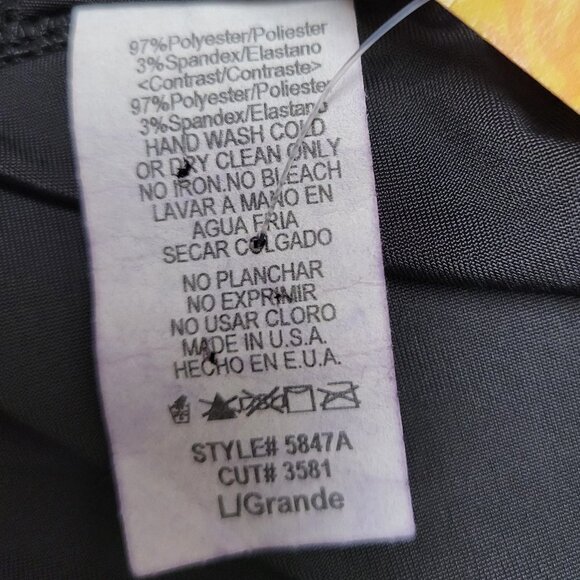 97%Polyester/Poliester
3%Spandex/Elastano
<Contrast/Contraste>
97%Polyester/Poliester
3%Spandex/Elastano
HAND WASH COLD
OR DRY CLEAN ONLY
NO IRON.NO BLEACH
LAVAR A MANO EN
AGUA FRIA
SECAR COLGADO
NO PLANCHAR
NO EXPRIMIR
NO USAR CLORO
MADE IN U.S.A.
HECHO EN E.U.A.
STYLE# 5847A
CUT# 3581
L/Grande